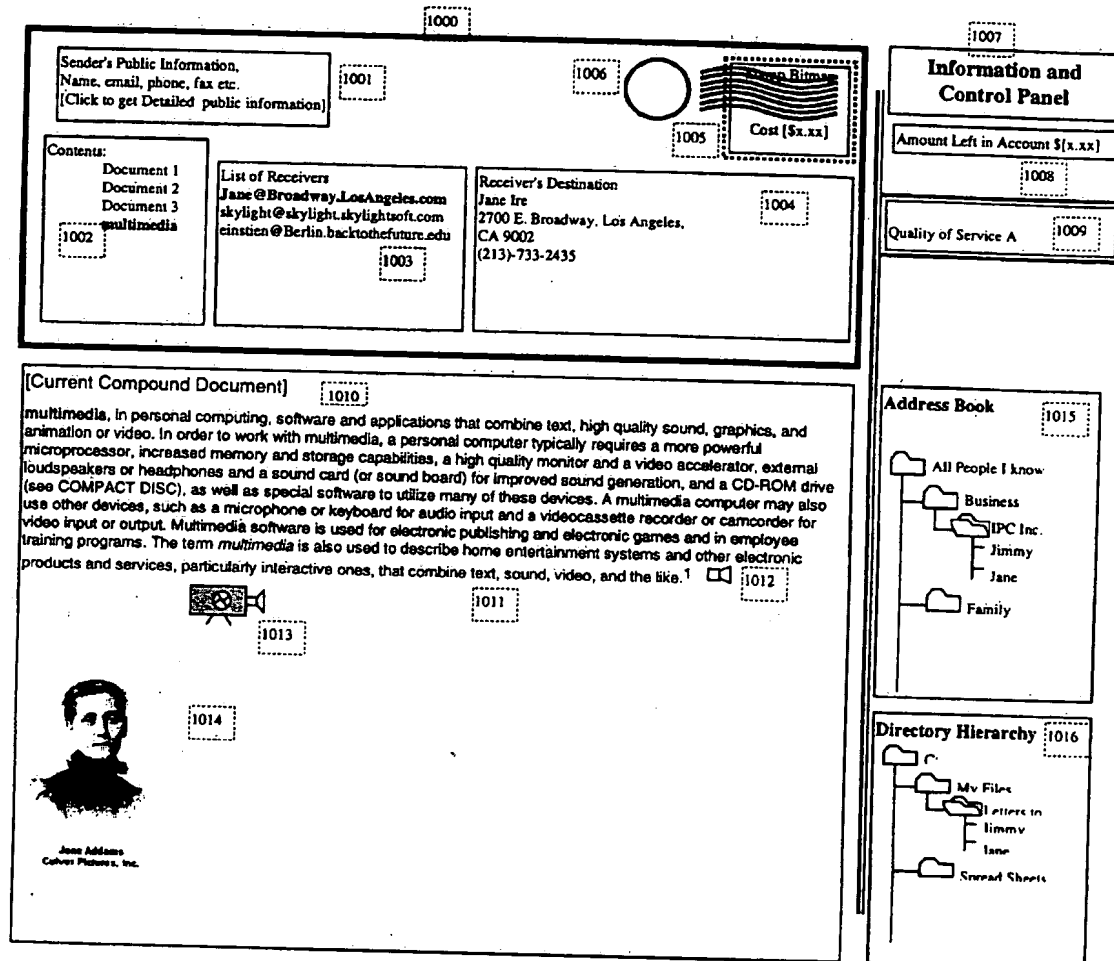 1000
Sender's Public Information,
Name, email, phone, fax etc.
[Click to get Detailed public information]
1001
1006
Bitmap
Cost [$x.xx]
1005
Contents:
Document 1
Document 2
Document 3
multimedia
1002
List of Receivers
Jane@Broadway.LosAngeles.com
skylight@skylight.skylightsoft.com
einstien@Berlin.backtothefuture.edu
1003
Receiver's Destination
Jane Ire
2700 E. Broadway. Los Angeles,
CA 9002
(213)-733-2435
1004
1007
Information and
Control Panel
Amount Left in Account $[x.xx]
1008
Quality of Service A
1009
[Current Compound Document]
1010
multimedia, in personal computing, software and applications that combine text, high quality sound, graphics, and
animation or video. In order to work with multimedia, a personal computer typically requires a more powerful
microprocessor, increased memory and storage capabilities, a high quality monitor and a video accelerator, external
loudspeakers or headphones and a sound card (or sound board) for improved sound generation, and a CD-ROM drive
(see COMPACT DISC), as well as special software to utilize many of these devices. A multimedia computer may also
use other devices, such as a microphone or keyboard for audio input and a videocassette recorder or camcorder for
video input or output. Multimedia software is used for electronic publishing and electronic games and in employee
training programs. The term multimedia is also used to describe home entertainment systems and other electronic
products and services, particularly interactive ones, that combine text, sound, video, and the like.1
1012
1011
1013
1014
Jane Addams
Culver Pictures, Inc.
Address Book
1015
All People I know
Business
IPC Inc.
Jimmy
Jane
Family
Directory Hierarchy
1016
My Files
Letters to
Jimmy
Jane
Spread Sheets